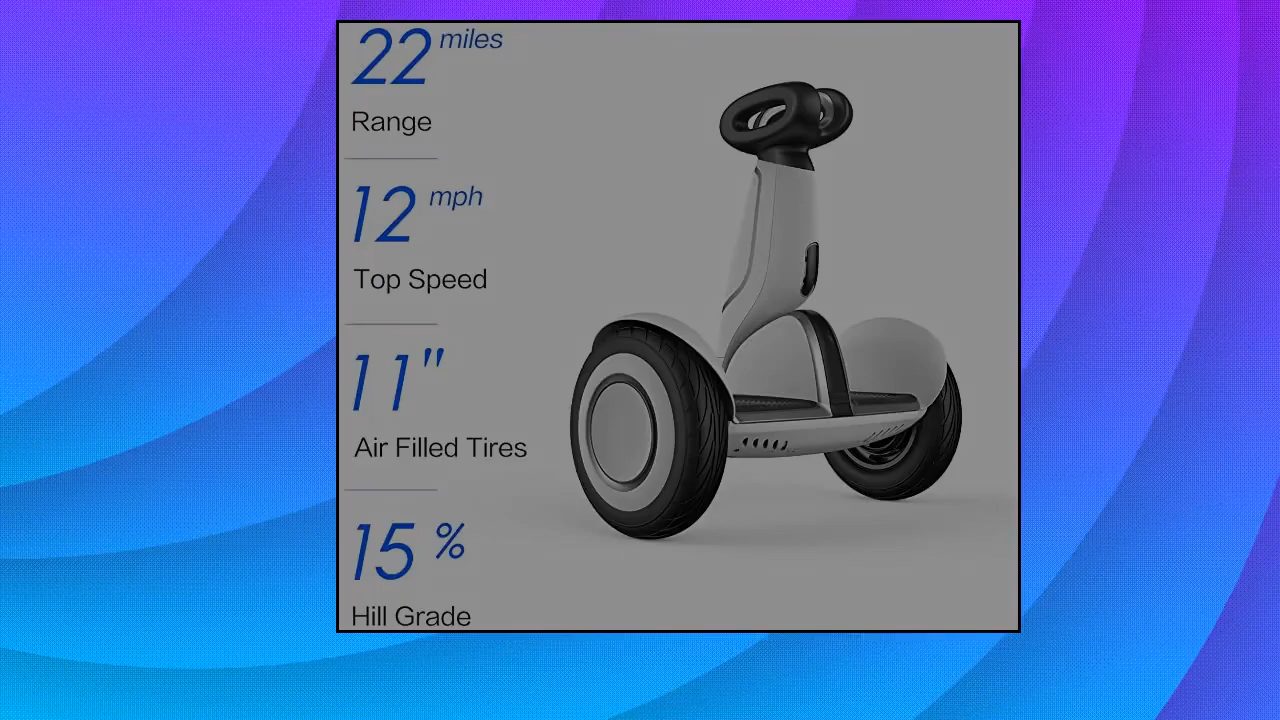 22 miles
Range
12 mph
Top Speed
11"
Air Filled Tires
15 %
Hill Grade